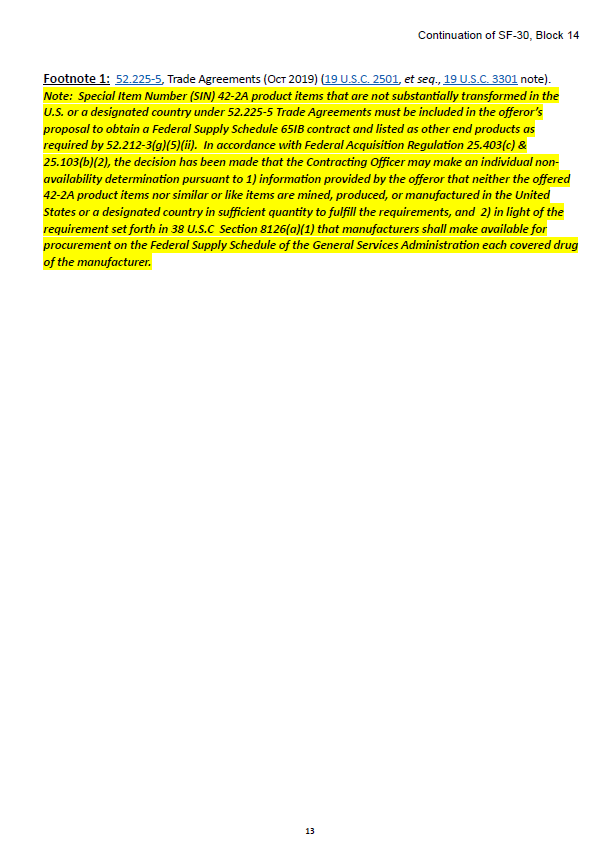 Continuation of SF-30, Block 14
Footnote 1: 52.225-5, Trade Agreements (Oct 2019) (19 U.S.C. 2501, et seq., 19 U.S.C. 3301 note).
Note: Special Item Number (SIN) 42-2A product items that are not substantially transformed in the
U.S. or a designated country under 52.225-5 Trade Agreements must be included in the offeror's
proposal to obtain a Federal Supply Schedule 65IB contract and listed as other end products as
required by 52.212-3(g)(5)(ii). In accordance with Federal Acquisition Regulation 25.403(c) &
25.103(b)(2), the decision has been made that the Contracting Officer may make an individual non-
availability determination pursuant to 1) information provided by the offeror that neither the offered
42-2A product items nor similar or like items are mined, produced, or manufactured in the United
States or a designated country in sufficient quantity to fulfill the requirements, and 2) in light of the
requirement set forth in 38 U.S.C Section 8126(a)(1) that manufacturers shall make available for
procurement on the Federal Supply Schedule of the General Services Administration each covered drug
of the manufacturer.
13